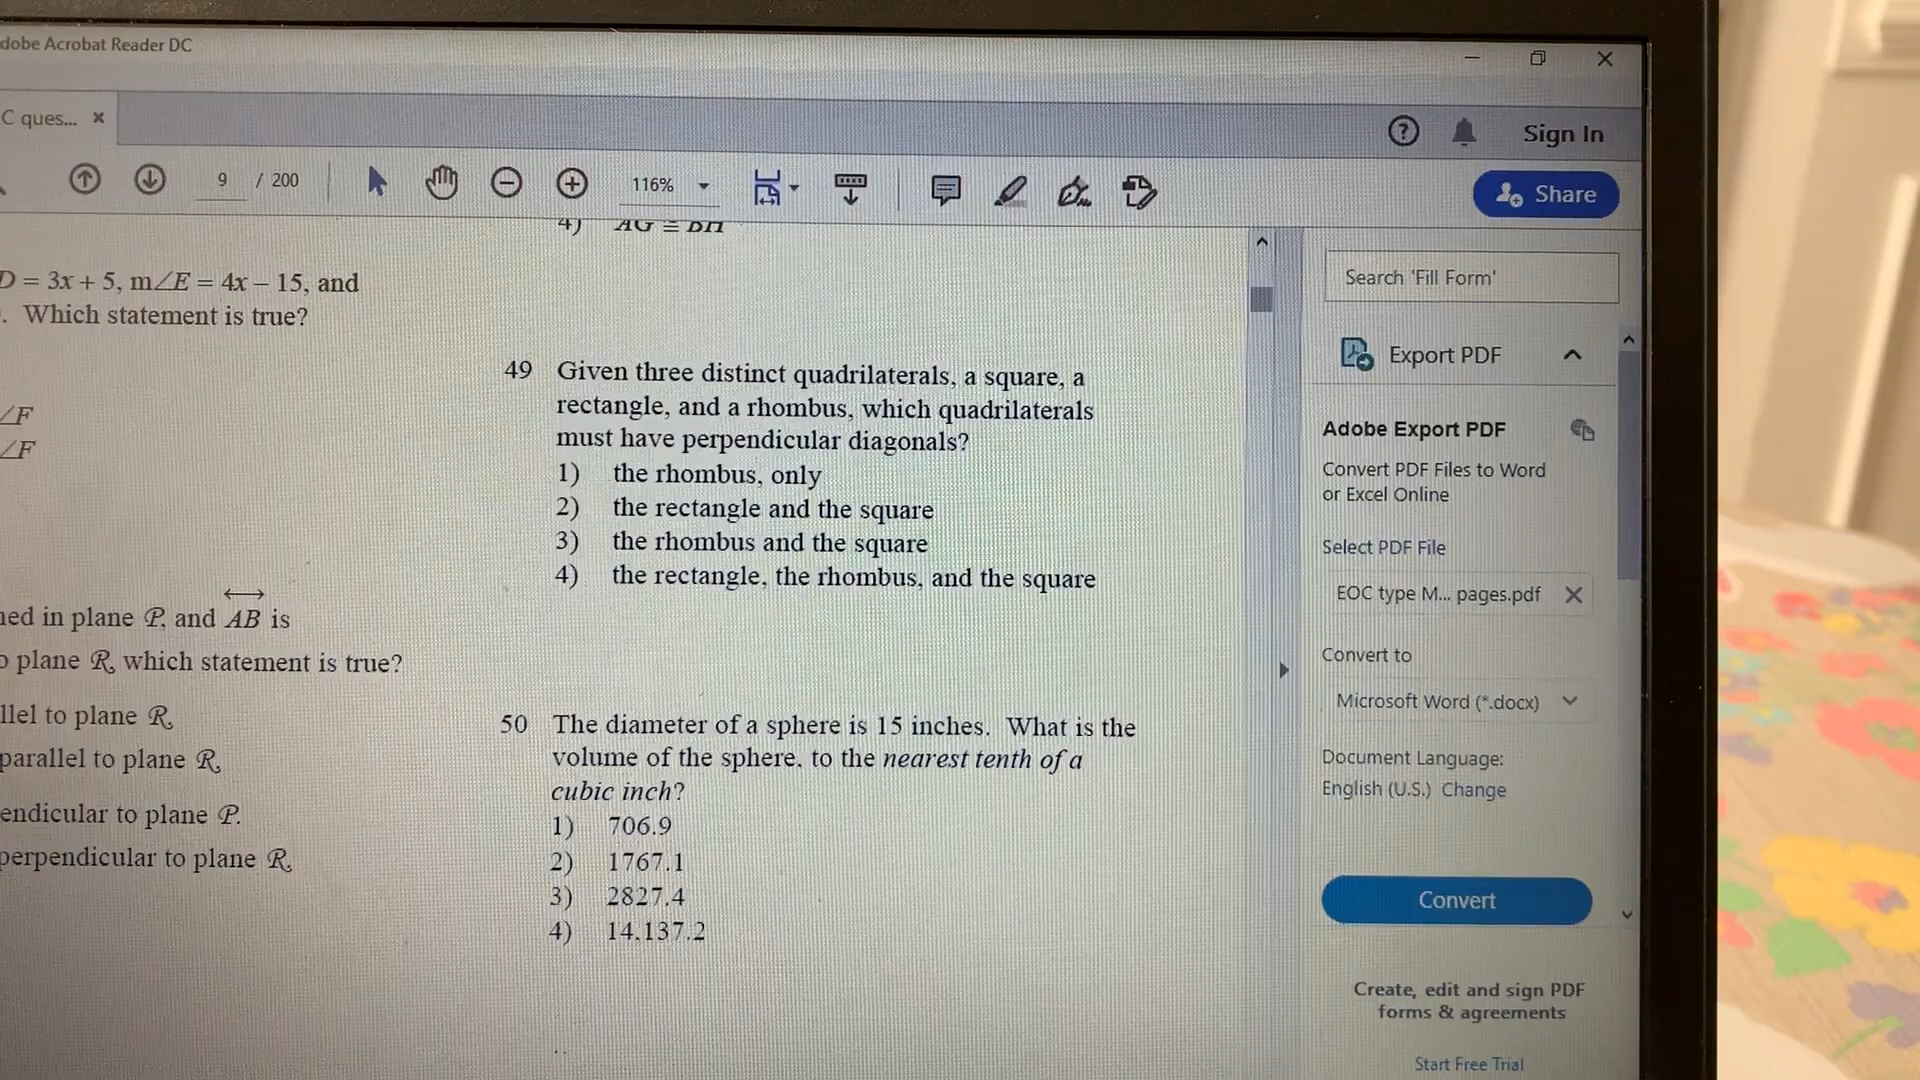 dobe Acrobat Reader DC
C ques...
Sign In
9 / 200
116%
Share
4)
D = 3x + 5, m∠E = 4x – 15, and
. Which statement is true?
∠F
∠F
ned in plane P, and AB is
o plane R, which statement is true?
llel to plane R.
parallel to plane R.
endicular to plane P.
perpendicular to plane R.
49 Given three distinct quadrilaterals, a square, a
rectangle, and a rhombus, which quadrilaterals
must have perpendicular diagonals?
1) the rhombus, only
2) the rectangle and the square
3) the rhombus and the square
4) the rectangle, the rhombus, and the square
50 The diameter of a sphere is 15 inches. What is the
volume of the sphere, to the nearest tenth of a
cubic inch?
1) 706.9
2) 1767.1
3) 2827.4
4) 14,137.2
Search 'Fill Form'
Export PDF
Adobe Export PDF
Convert PDF Files to Word
or Excel Online
Select PDF File
EOC type M... pages.pdf
Convert to
Microsoft Word (*.docx)
Document Language:
English (U.S.) Change
Convert
Create, edit and sign PDF
forms & agreements
Start Free Trial